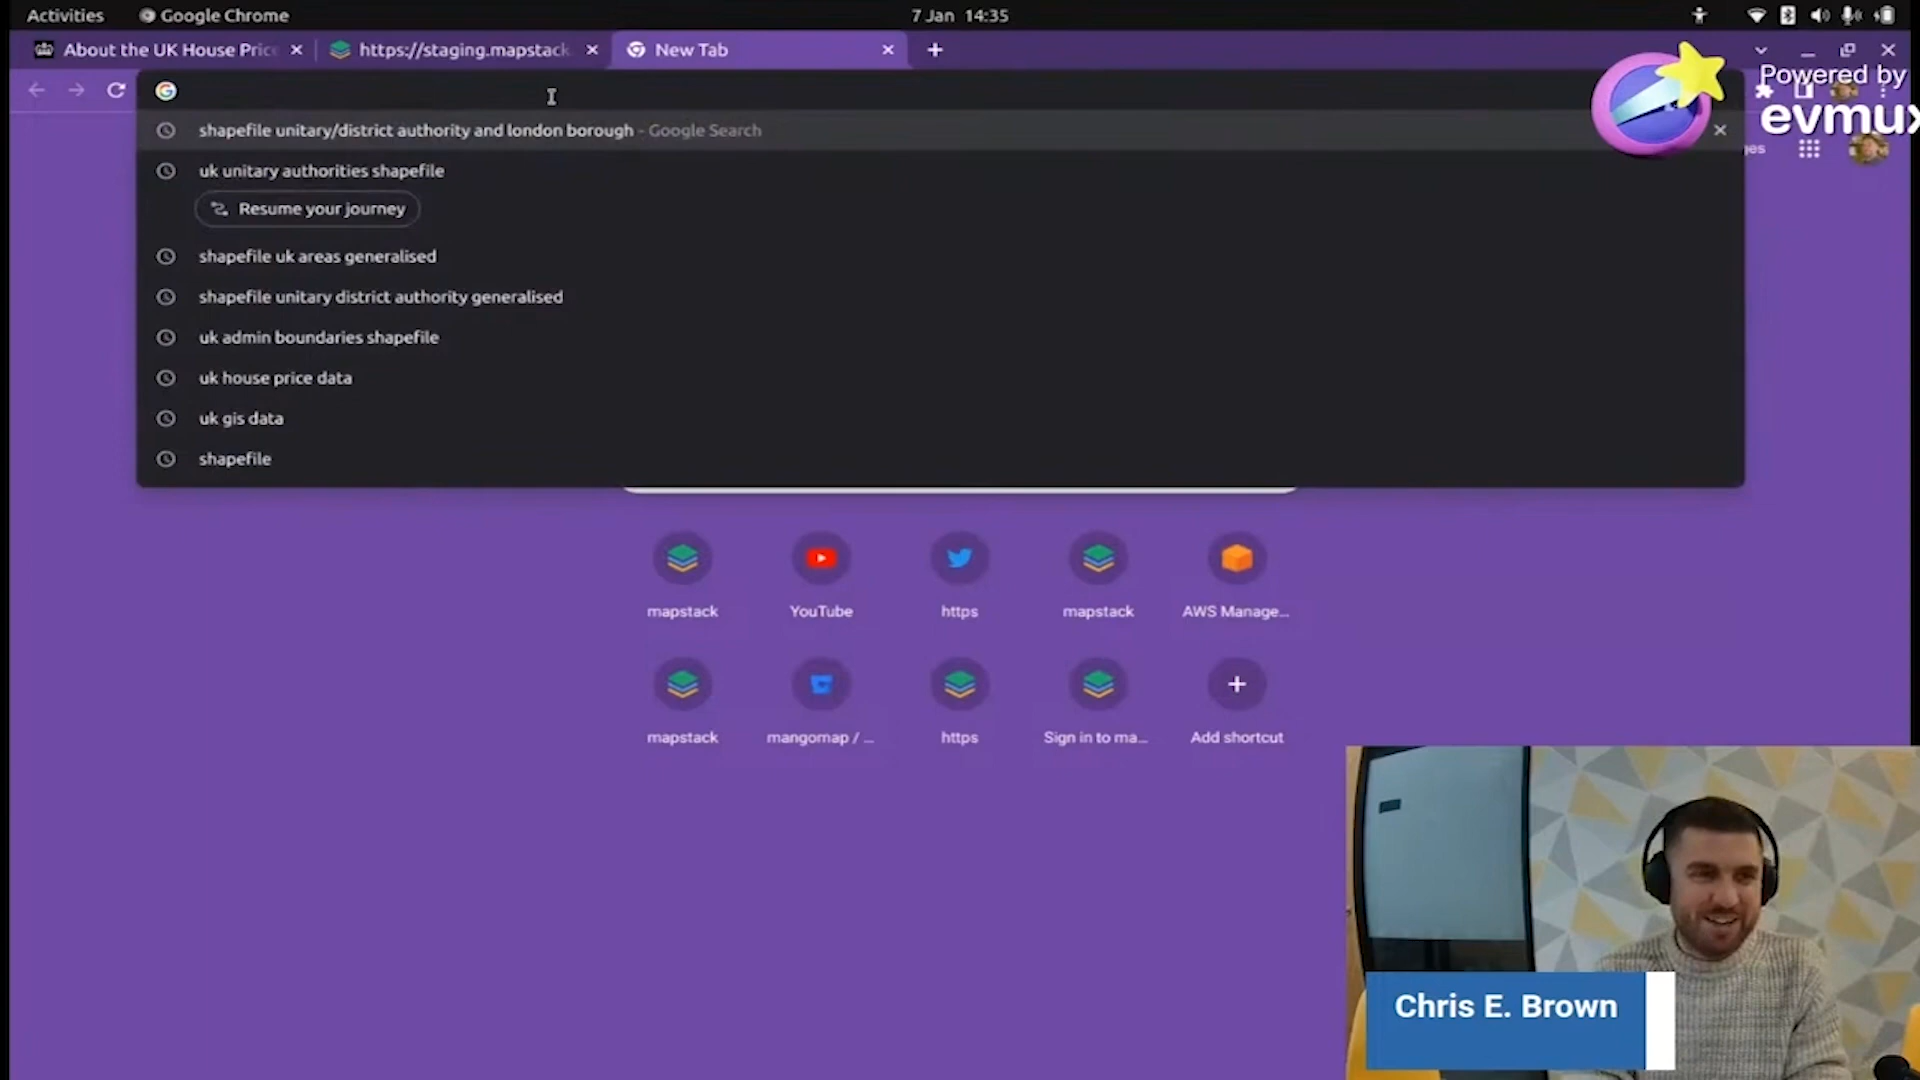 Activities
Google Chrome
7 Jan 14:35
About the UK House Price
https://staging.mapstack.
New Tab
Powered by
evmux
shapefile unitary/district authority and london borough - Google Search
uk unitary authorities shapefile
Resume your journey
shapefile uk areas generalised
shapefile unitary district authority generalised
uk admin boundaries shapefile
uk house price data
uk gis data
shapefile
mapstack
YouTube
https
mapstack
AWS Manage...
mapstack
mangomap / ...
https
Sign in to ma...
Add shortcut
Chris E. Brown